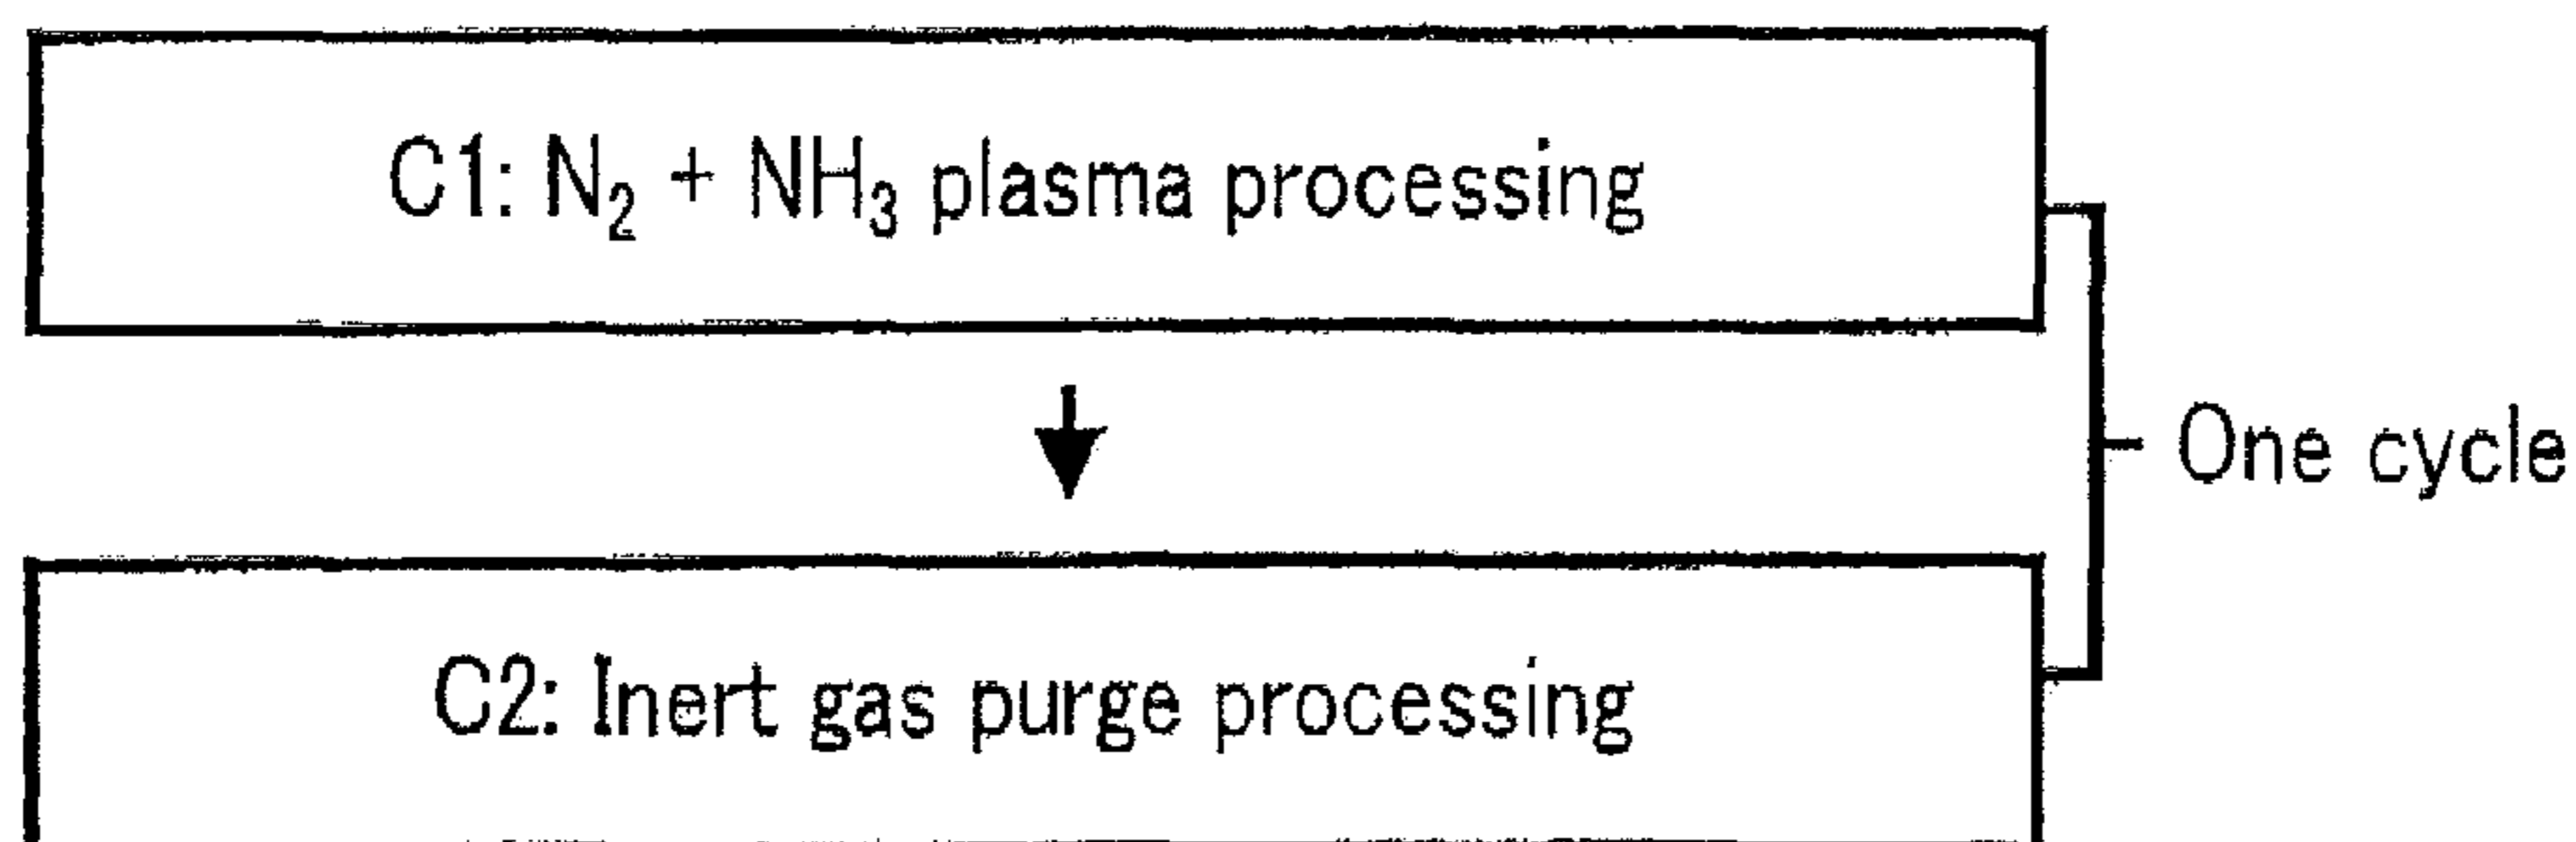 C1: N₂ + NH₃ plasma processing
One cycle
C2: Inert gas purge processing